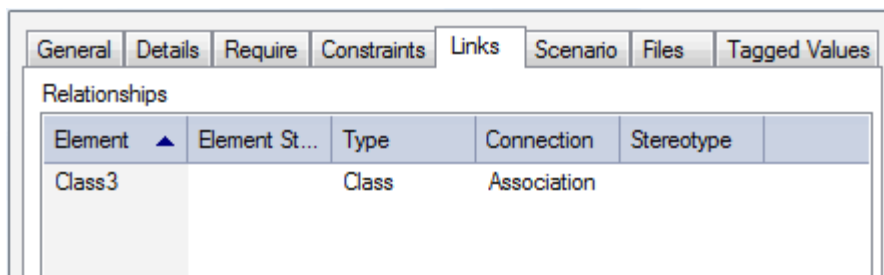 General Details Require Constraints Links Scenario Files Tagged Values
Relationships
Element Element St... Type Connection Stereotype
Class3 Class Association